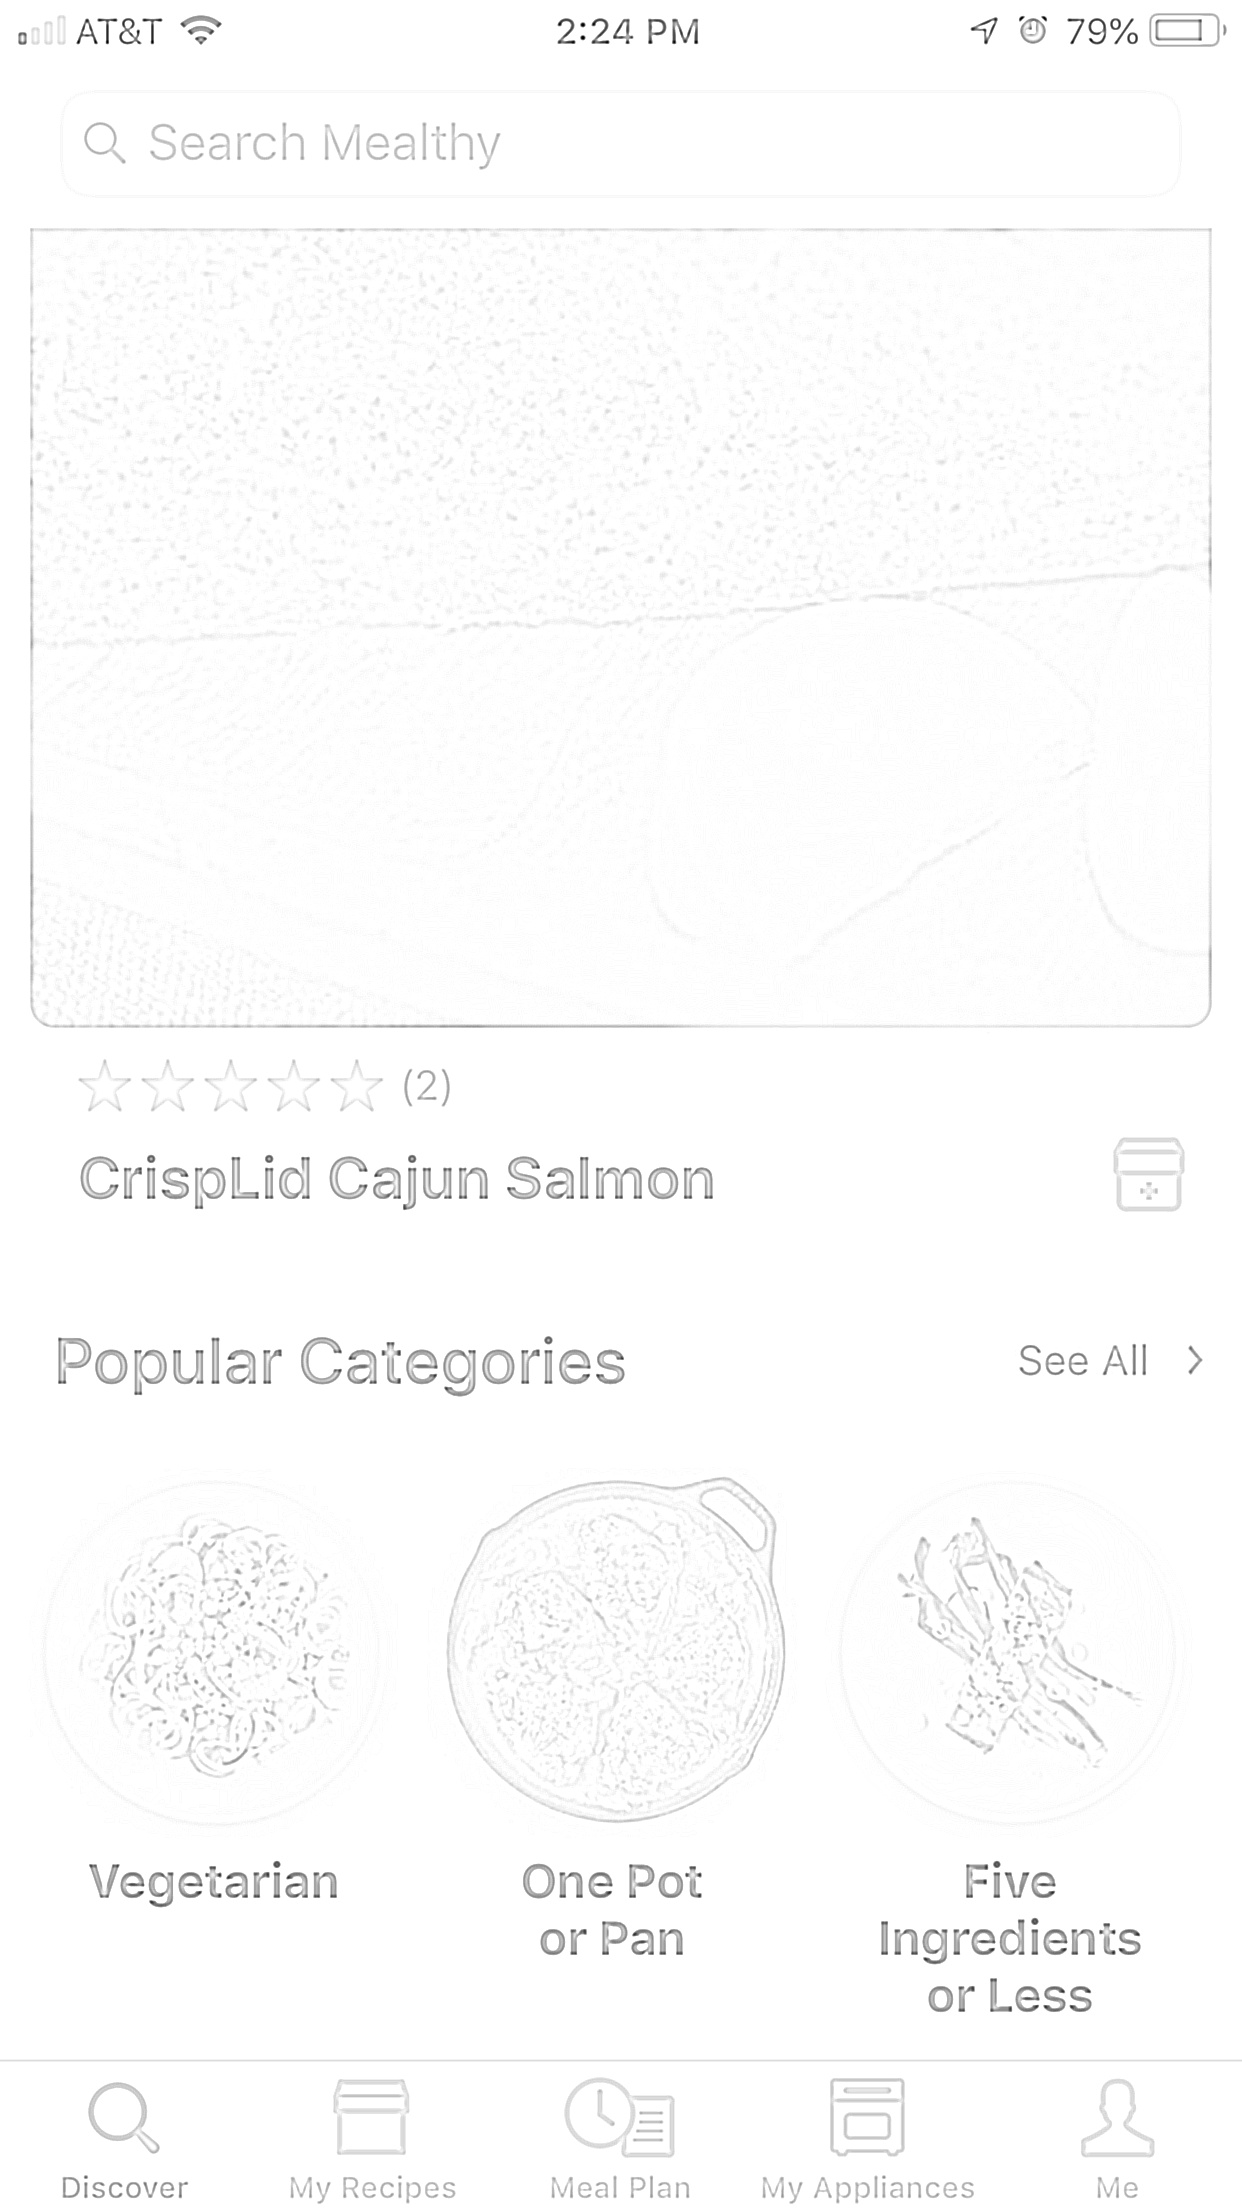 AT&T 2:24 PM 79%
Search Mealthy
(2)
CrispLid Cajun Salmon
Popular Categories See All >
Vegetarian
One Pot
or Pan
Five
Ingredients
or Less
Discover My Recipes Meal Plan My Appliances Me